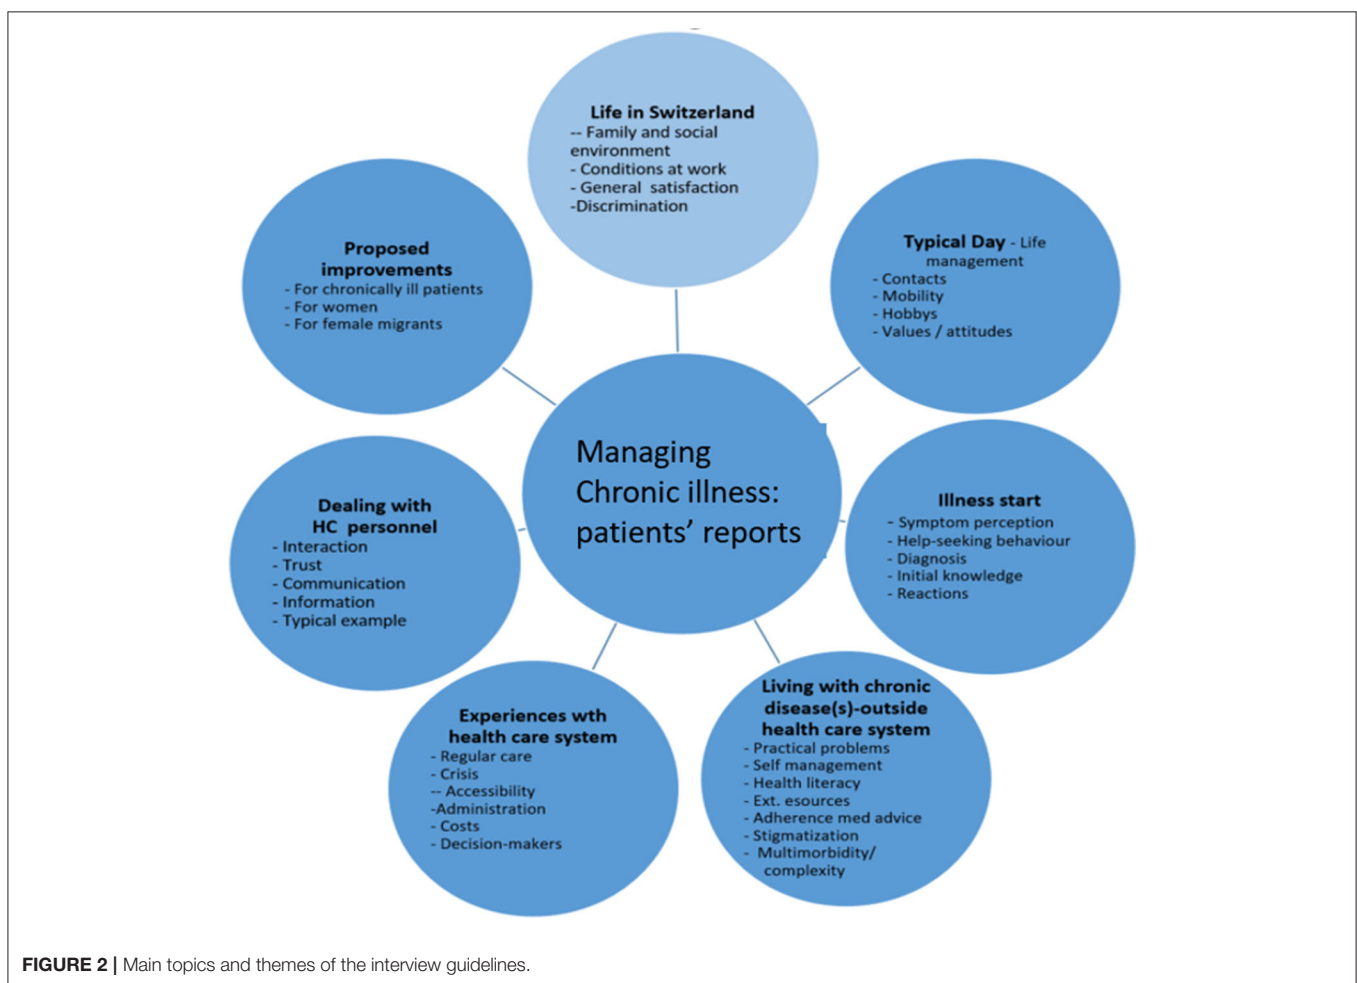 Life in Switzerland
-- Family and social
environment
- Conditions at work
- General satisfaction
-Discrimination
Typical Day - Life
management
- Contacts
- Mobility
- Hobbys
- Values / attitudes
Illness start
- Symptom perception
- Help-seeking behaviour
- Diagnosis
- Initial knowledge
- Reactions
Living with chronic
disease(s)-outside
health care system
- Practical problems
- Self management
- Health literacy
- Ext. esources
- Adherence med advice
- Stigmatization
- Multimorbidity/
complexity
Experiences wth
health care system
- Regular care
- Crisis
-- Accessibility
-Administration
- Costs
- Decision-makers
Dealing with
HC personnel
- Interaction
- Trust
- Communication
- Information
- Typical example
Proposed
improvements
- For chronically ill patients
- For women
- For female migrants
Managing
Chronic illness:
patients’ reports
FIGURE 2 | Main topics and themes of the interview guidelines.